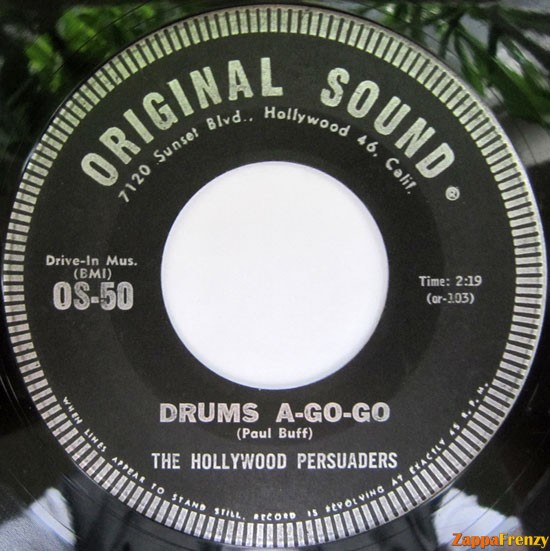 ORIGINAL SOUND®
7120 Sunset Blvd., Hollywood 46, Calif.
Drive-In Mus.
(BMI)
OS-50
Time: 2:19
(or-103)
DRUMS A-GO-GO
(Paul Buff)
THE HOLLYWOOD PERSUADERS
WHEN LINES APPEAR TO STAND STILL, RECORD IS REVOLVING AT EXACTLY 45 R.P.M.
ZappaFrenzy